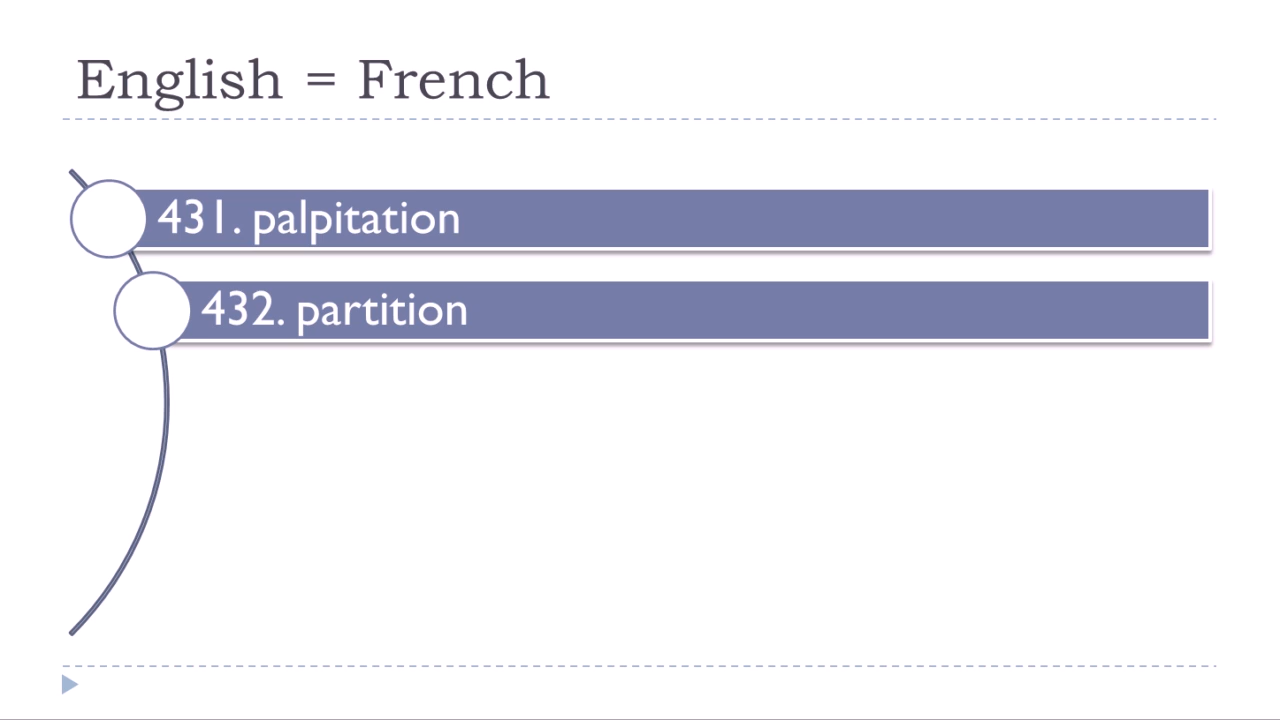 English = French
431. palpitation
432. partition